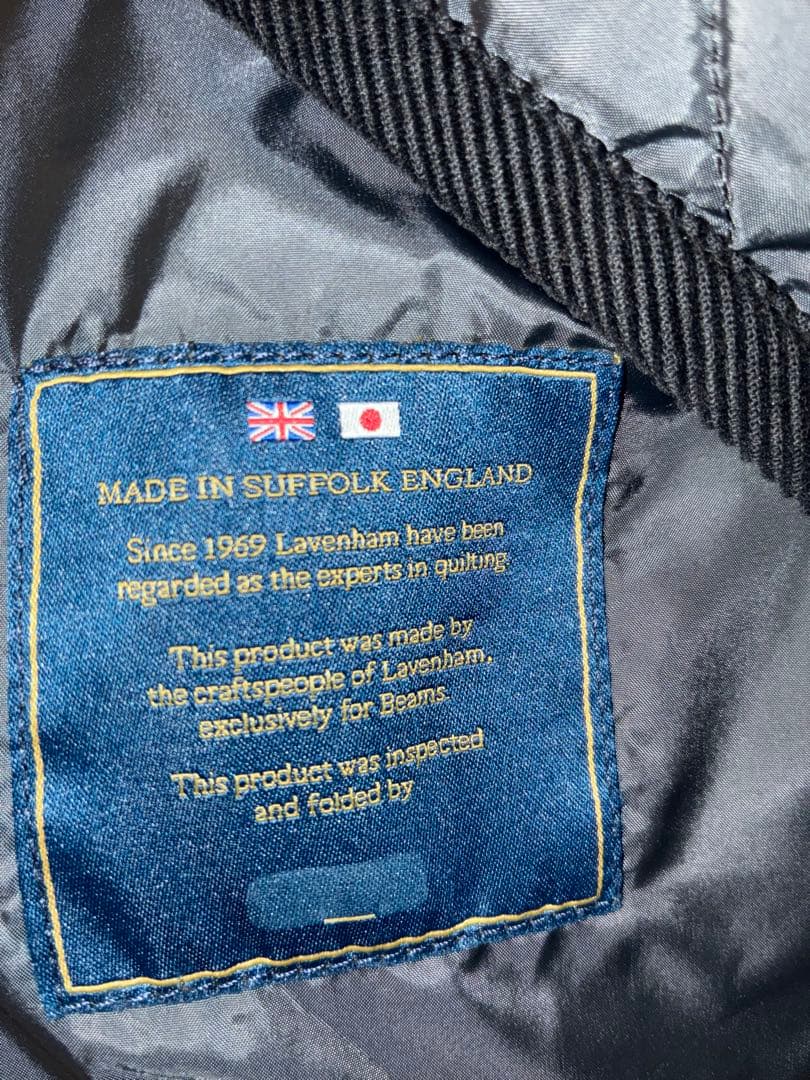 MADE IN SUFFOLK ENGLAND
Since 1969 Lavenham have been
regarded as the experts in quilting.
This product was made by
the craftspeople of Lavenham,
exclusively for Beams.
This product was inspected
and folded by